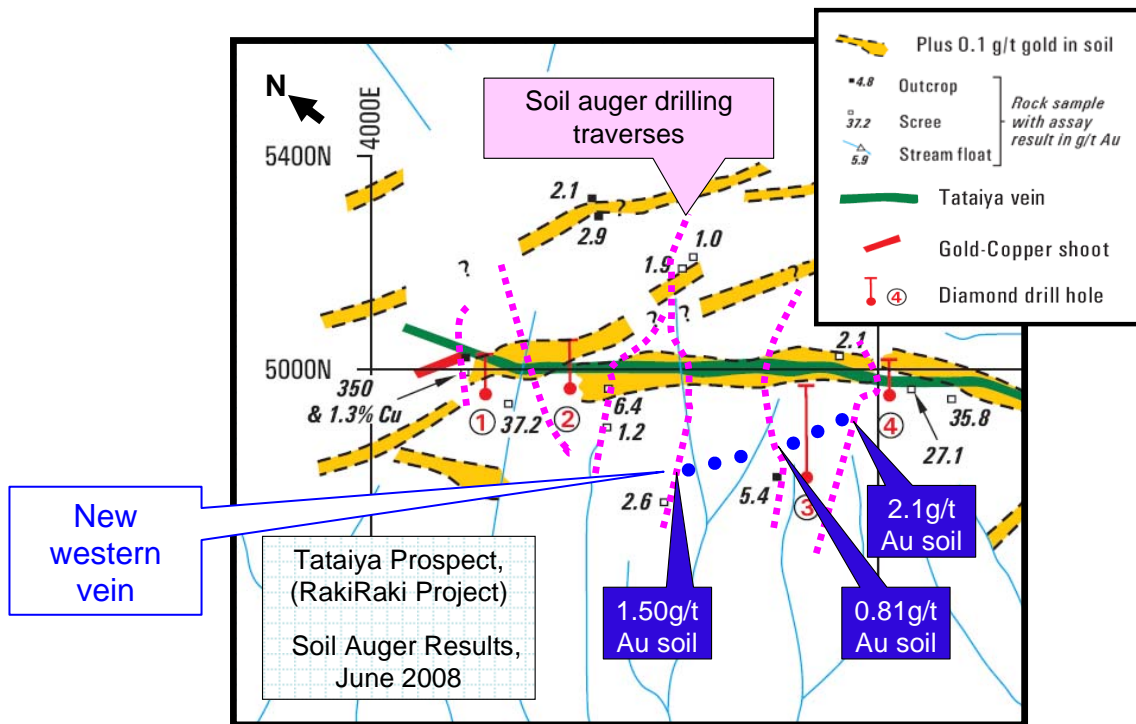 N
4000E
5400N
5000N
Soil auger drilling
traverses
Plus 0.1 g/t gold in soil
4.8
Outcrop
37.2
Scree
5.9
Stream float
Rock sample
with assay
result in g/t Au
Tataiya vein
Gold-Copper shoot
4
Diamond drill hole
2.1
2.9
?
1.0
1.9
?
?
? ?
2.1
350
& 1.3% Cu
1
37.2
2
6.4
1.2
4
35.8
27.1
2.6
5.4
3
New
western
vein
Tataiya Prospect,
(RakiRaki Project)
Soil Auger Results,
June 2008
1.50g/t
Au soil
0.81g/t
Au soil
2.1g/t
Au soil